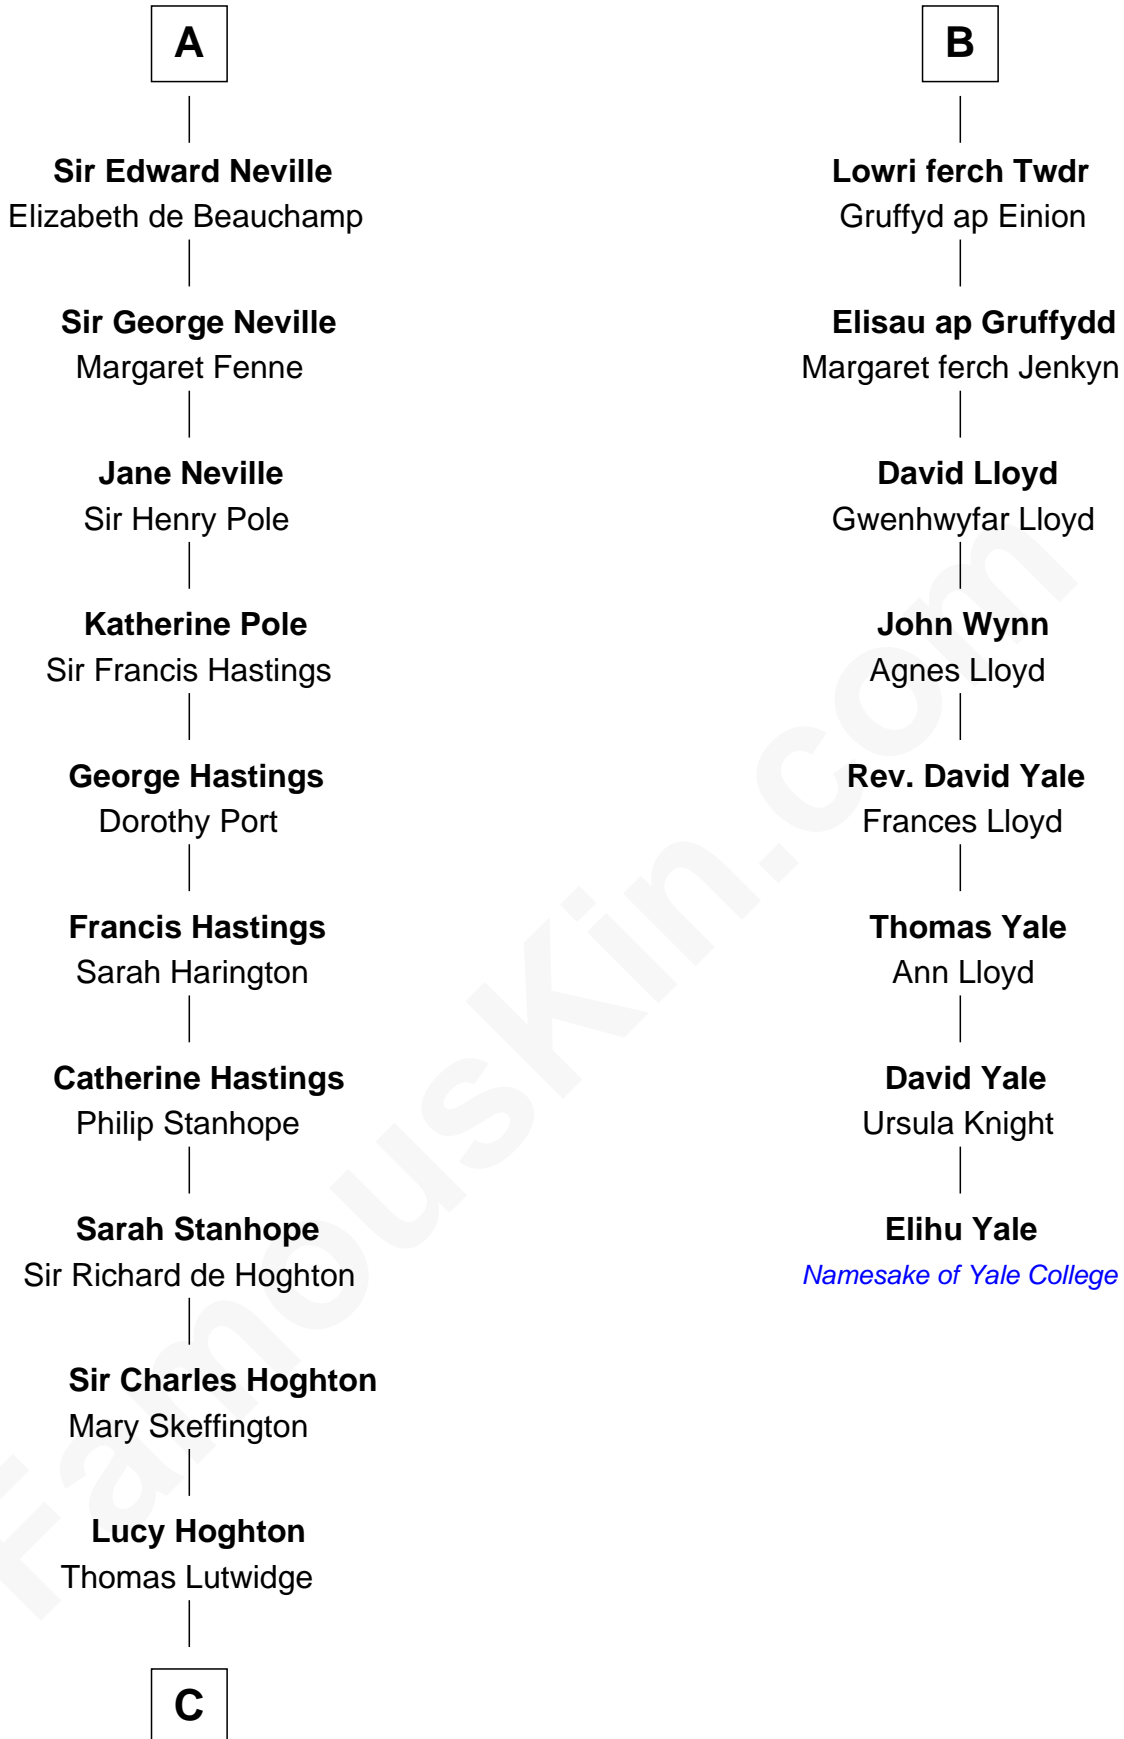 A
Sir Edward Neville
Elizabeth de Beauchamp
Sir George Neville
Margaret Fenne
Jane Neville
Sir Henry Pole
Katherine Pole
Sir Francis Hastings
George Hastings
Dorothy Port
Francis Hastings
Sarah Harington
Catherine Hastings
Philip Stanhope
Sarah Stanhope
Sir Richard de Hoghton
Sir Charles Hoghton
Mary Skeffington
Lucy Hoghton
Thomas Lutwidge
C
B
Lowri ferch Twdr
Gruffyd ap Einion
Elisau ap Gruffydd
Margaret ferch Jenkyn
David Lloyd
Gwenhwyfar Lloyd
John Wynn
Agnes Lloyd
Rev. David Yale
Frances Lloyd
Thomas Yale
Ann Lloyd
David Yale
Ursula Knight
Elihu Yale
Namesake of Yale College
FamousKin.com